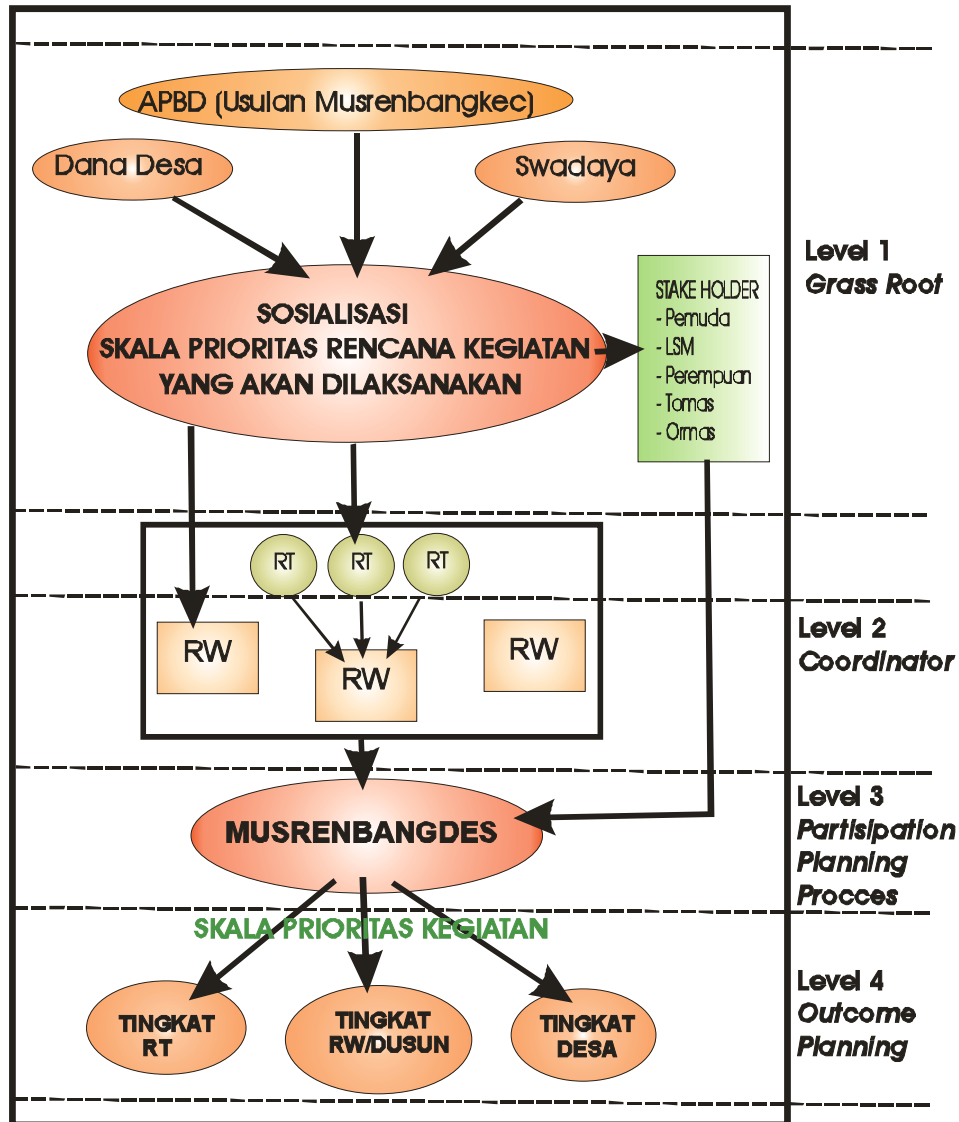 APBD (Usulan Musrenbangkec)
Dana Desa
Swadaya
SOSIALISASI
SKALA PRIORITAS RENCANA KEGIATAN
YANG AKAN DILAKSANAKAN
STAKE HOLDER
- Pemuda
- LSM
- Perempuan
- Tomas
- Ormas
Level 1
Grass Root
RT
RT
RT
RW
RW
RW
Level 2
Coordinator
MUSRENBANGDES
Level 3
Partisipation
Planning
Procces
SKALA PRIORITAS KEGIATAN
TINGKAT
RT
TINGKAT
RW/DUSUN
TINGKAT
DESA
Level 4
Outcome
Planning